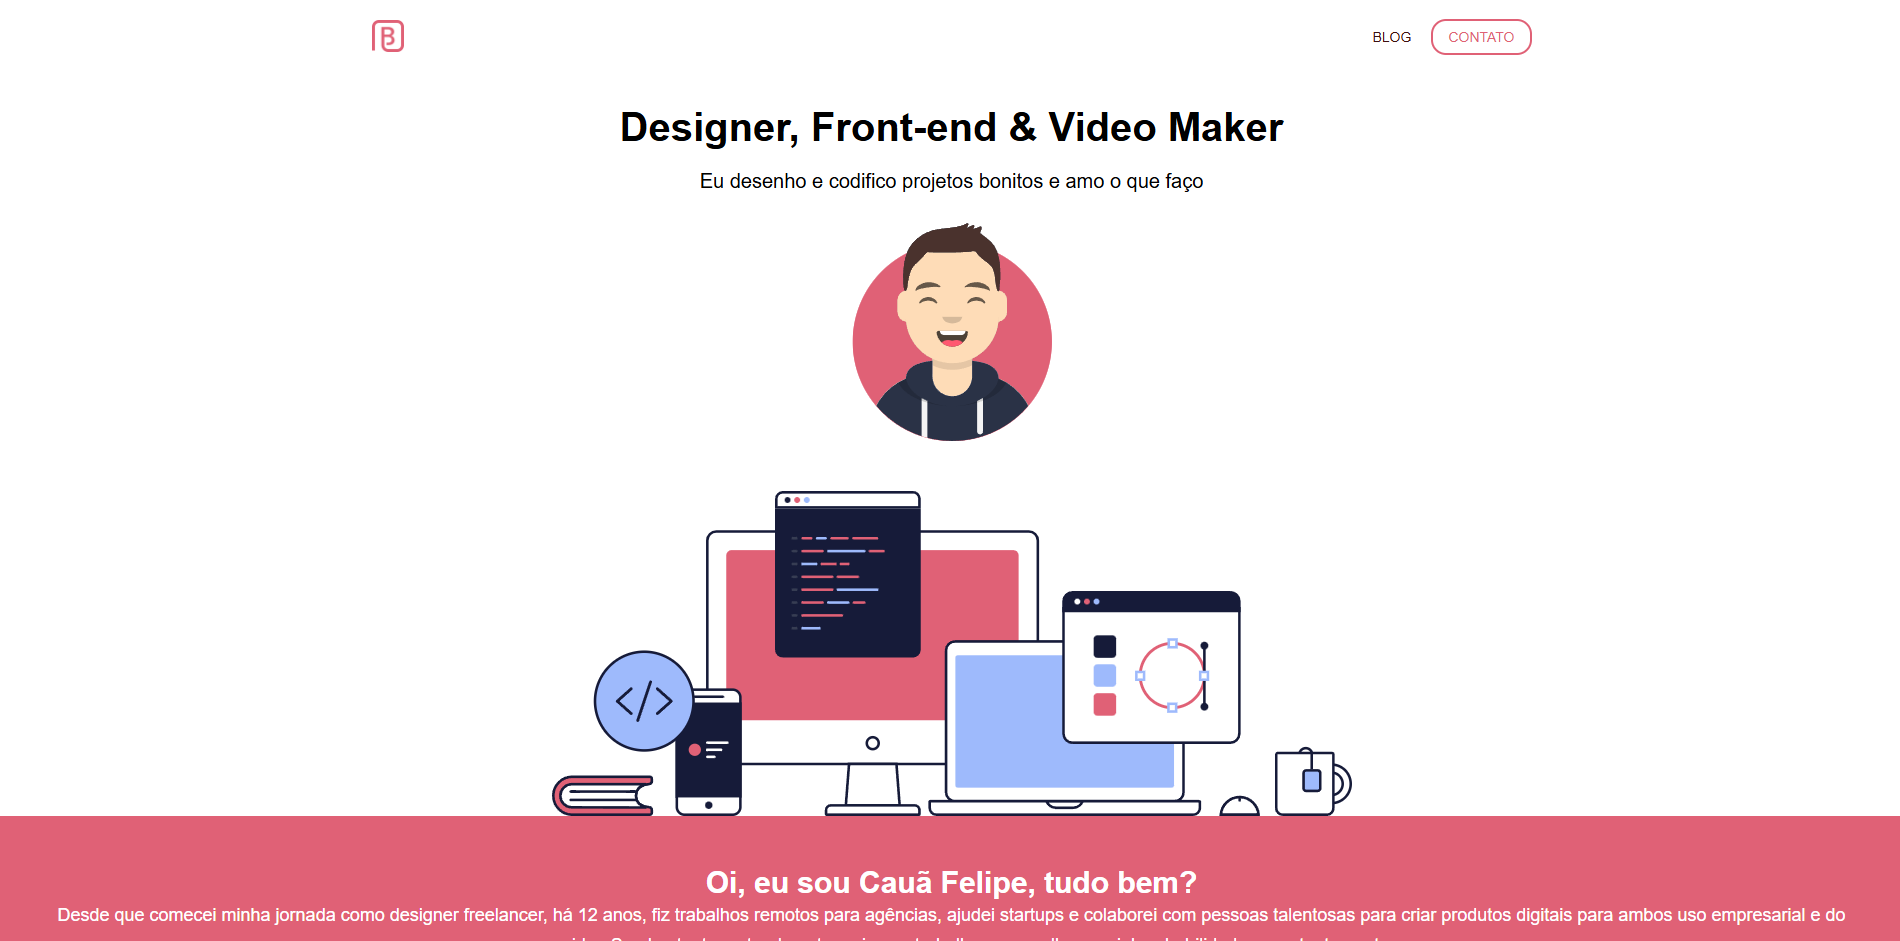 B
BLOG
CONTATO
Designer, Front-end & Video Maker
Eu desenho e codifico projetos bonitos e amo o que faço
</>
Oi, eu sou Cauã Felipe, tudo bem?
Desde que comecei minha jornada como designer freelancer, há 12 anos, fiz trabalhos remotos para agências, ajudei startups e colaborei com pessoas talentosas para criar produtos digitais para ambos uso empresarial e do